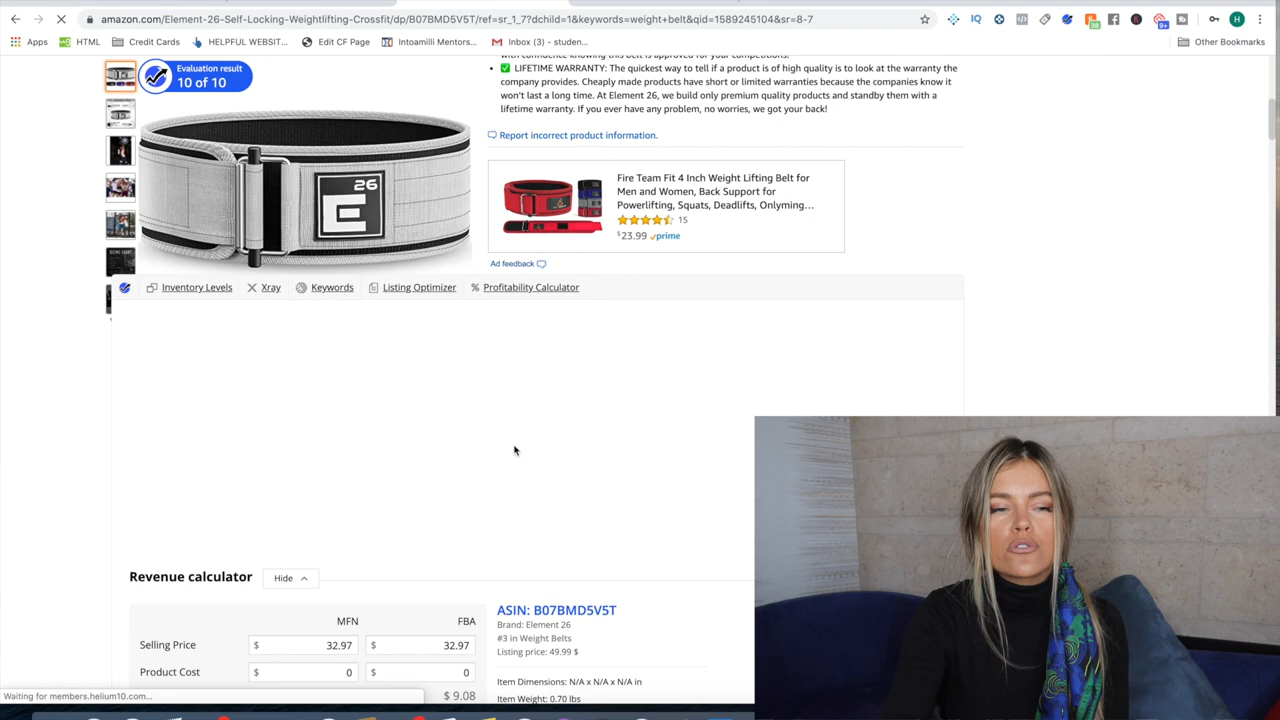 amazon.com/Element-26-Self-Locking-Weightlifting-Crossfit/dp/B07BMD5V5T/ref=sr_1_7?dchild=1&keywords=weight+belt&qid=1589245104&sr=8-7
Apps HTML Credit Cards HELPFUL WEBSIT... Edit CF Page Intoamilli Mentors... Inbox (3) - studen... Other Bookmarks
Evaluation result
10 of 10
LIFETIME WARRANTY: The quickest way to tell if a product is of high quality is to look at the warranty
the company provides. Cheaply made products have short or limited warranties because the companies know it
won't last a long time. At Element 26, we build only premium quality products and standby them with a
lifetime warranty. If you ever have any problem, no worries, we got your back!
Report incorrect product information.
26
E
Fire Team Fit 4 Inch Weight Lifting Belt for
Men and Women, Back Support for
Powerlifting, Squats, Deadlifts, Onlyming...
15
$23.99 prime
Ad feedback
Inventory Levels Xray Keywords Listing Optimizer Profitability Calculator
Revenue calculator Hide
MFN FBA
Selling Price $ 32.97 $ 32.97
Product Cost $ 0 $ 0
$ 9.08
ASIN: B07BMD5V5T
Brand: Element 26
#3 in Weight Belts
Listing price: 49.99 $
Item Dimensions: N/A x N/A x N/A in
Item Weight: 0.70 lbs
Waiting for members.helium10.com...